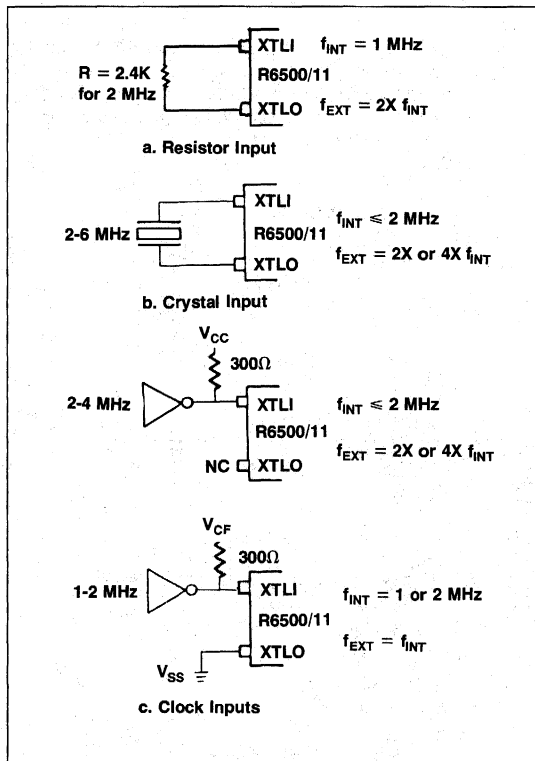 XTLI f_INT = 1 MHz
R = 2.4K
for 2 MHz
R6500/11
XTLO f_EXT = 2X f_INT
a. Resistor Input
XTLI
2-6 MHz
R6500/11
f_INT ≤ 2 MHz
XTLO
f_EXT = 2X or 4X f_INT
b. Crystal Input
V_CC
300Ω
2-4 MHz
XTLI
f_INT ≤ 2 MHz
R6500/11
f_EXT = 2X or 4X f_INT
NC XTLO
V_CF
300Ω
1-2 MHz
XTLI
f_INT = 1 or 2 MHz
R6500/11
f_EXT = f_INT
XTLO
V_SS
c. Clock Inputs